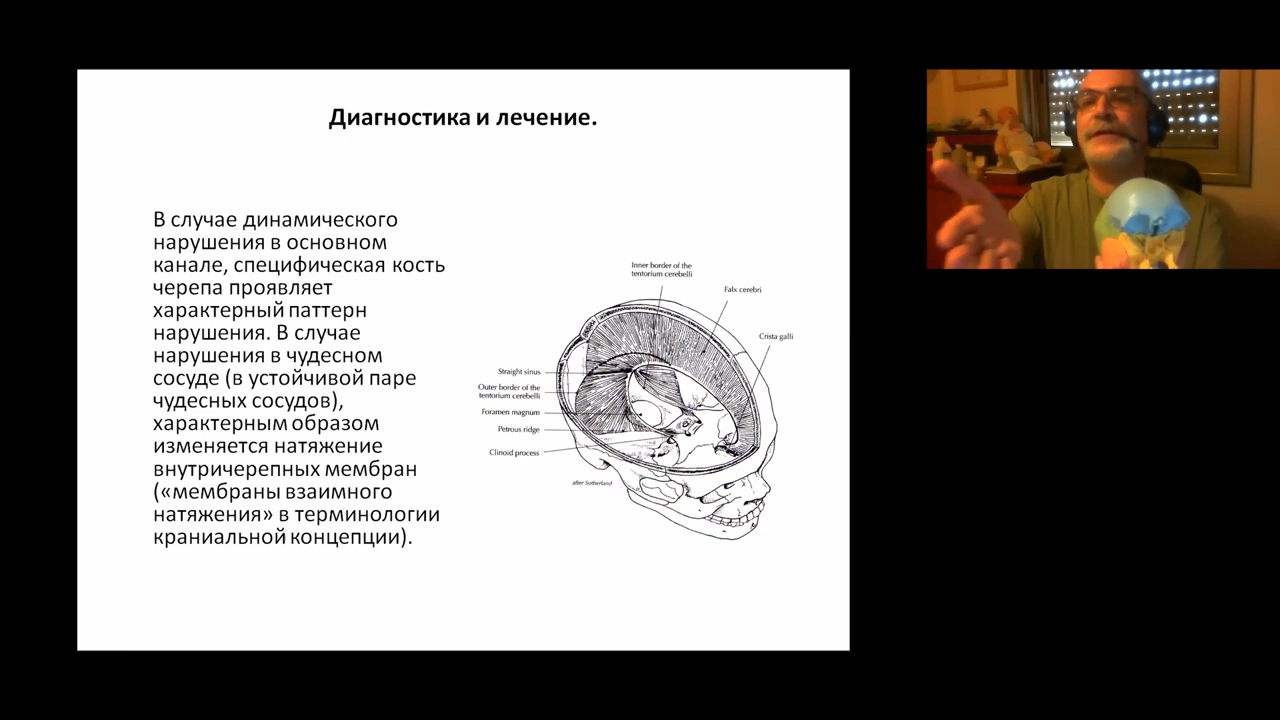 Диагностика и лечение.
В случае динамического
нарушения в основном
канале, специфическая кость
черепа проявляет
характерный паттерн
нарушения. В случае
нарушения в чудесном
сосуде (в устойчивой паре
чудесных сосудов),
характерным образом
изменяется натяжение
внутричерепных мембран
(«мембраны взаимного
натяжения» в терминологии
краниальной концепции).
Inner border of the
tentorium cerebelli
Falx cerebri
Crista galli
Straight sinus
Outer border of the
tentorium cerebelli
Foramen magnum
Petrous ridge
Clinoid process
after Sutherland